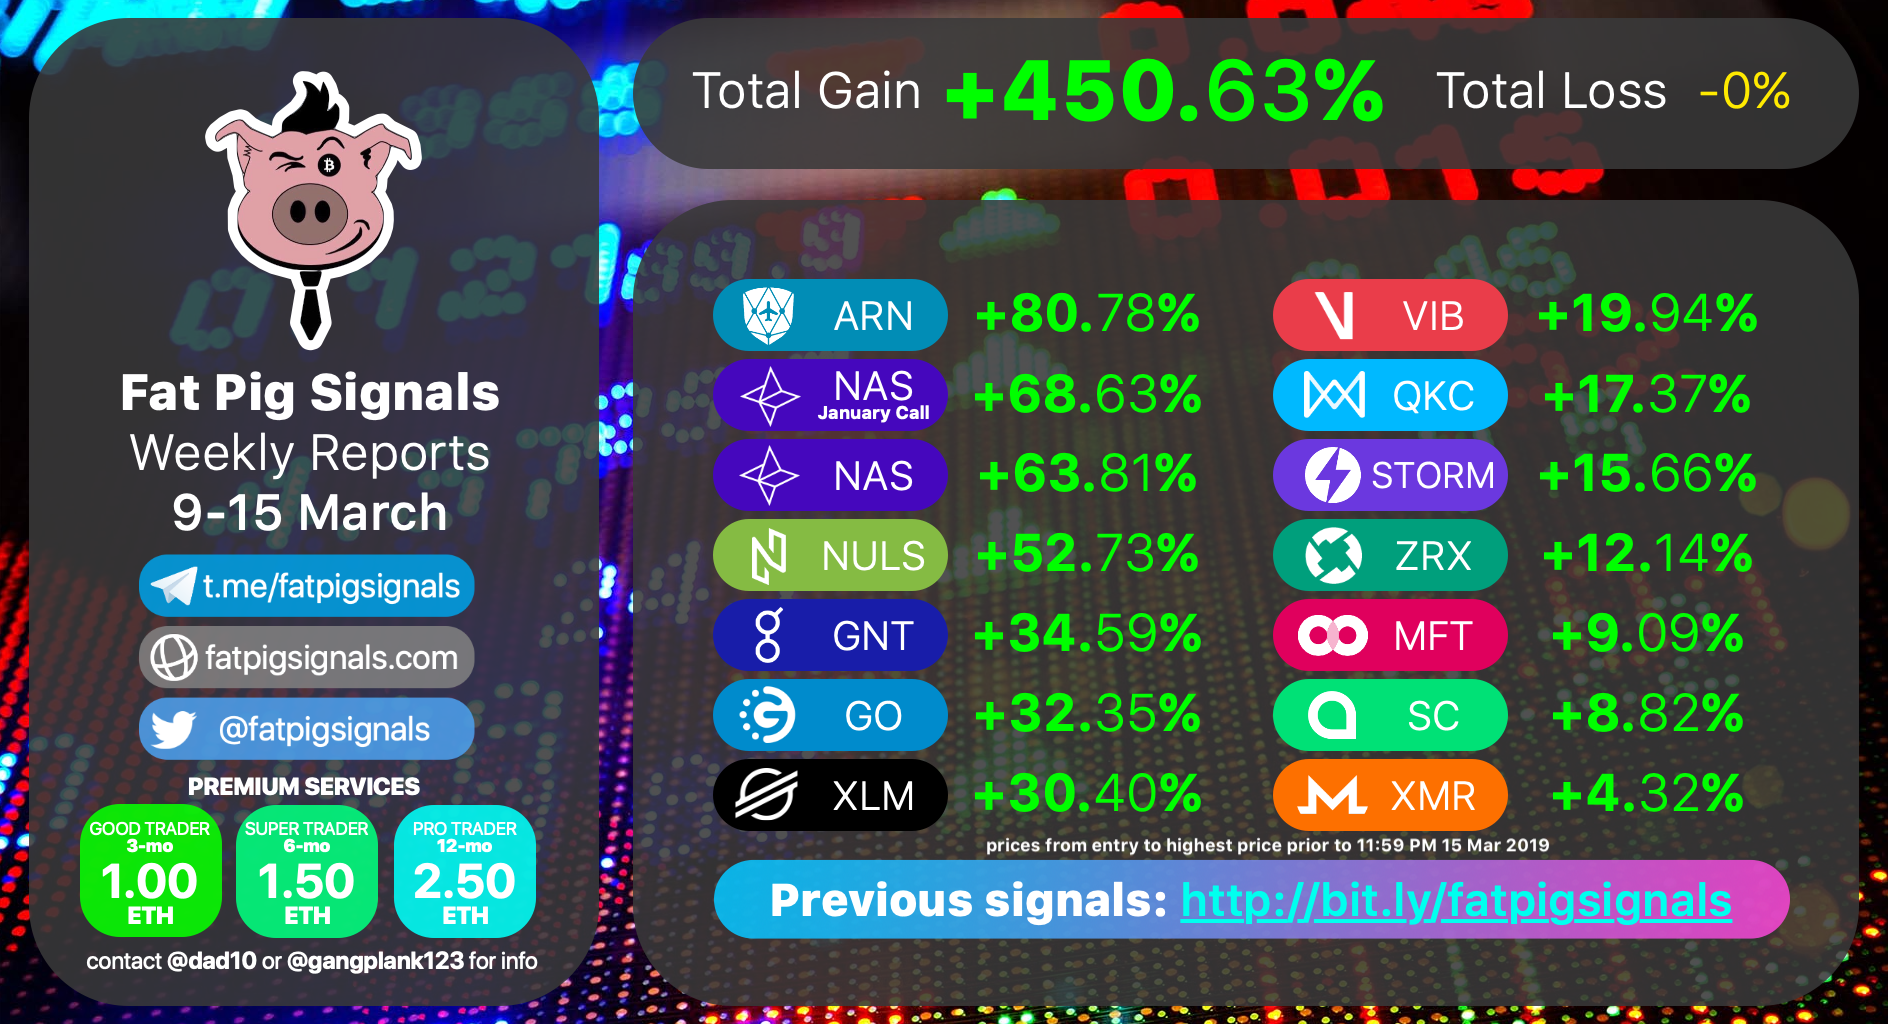 Fat Pig Signals
Weekly Reports
9-15 March
t.me/fatpigsignals
fatpigsignals.com
@fatpigsignals
PREMIUM SERVICES
GOOD TRADER
3-mo
1.00
ETH
SUPER TRADER
6-mo
1.50
ETH
PRO TRADER
12-mo
2.50
ETH
contact @dad10 or @gangplank123 for info
Total Gain +450.63% Total Loss -0%
ARN +80.78%
NAS +68.63%
January Call
NAS +63.81%
NULS +52.73%
GNT +34.59%
GO +32.35%
XLM +30.40%
VIB +19.94%
QKC +17.37%
STORM +15.66%
ZRX +12.14%
MFT +9.09%
SC +8.82%
XMR +4.32%
prices from entry to highest price prior to 11:59 PM 15 Mar 2019
Previous signals: http://bit.ly/fatpigsignals